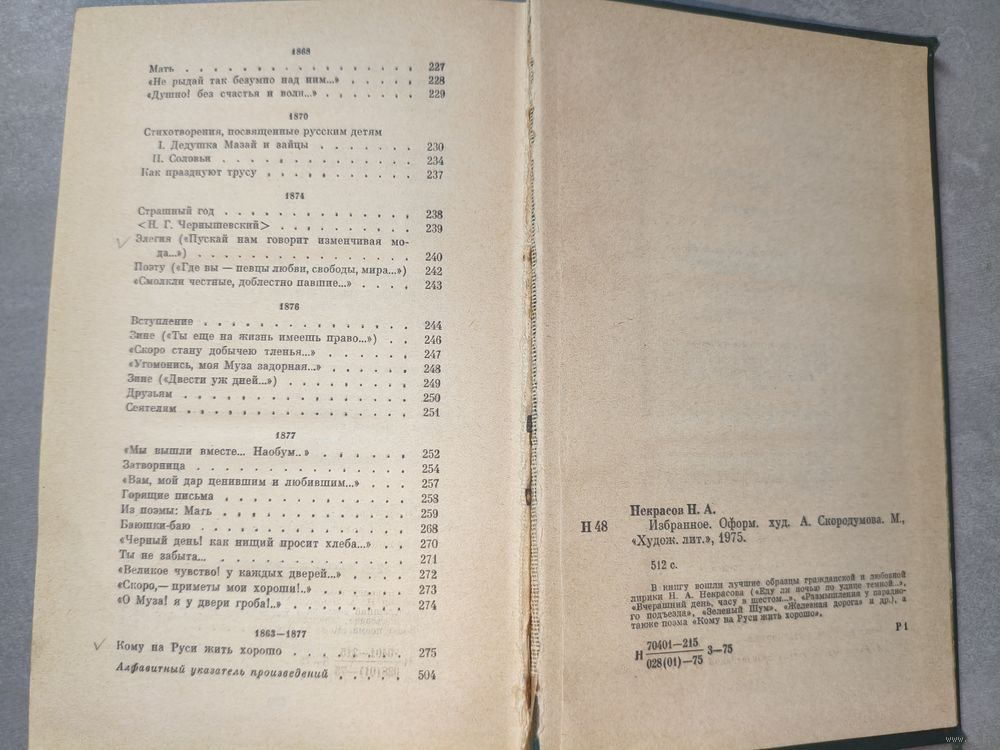 1868
Мать . . . . . . . . . . . . . . . . 227
«Не рыдай так безумно над ним...» . . . . . 228
«Душно! без счастья и воли...» . . . . . . . 229
1870
Стихотворения, посвященные русским детям
I. Дедушка Мазай и зайцы . . . . . . . 230
II. Соловьи . . . . . . . . . . . . . 234
Как празднуют трусу . . . . . . . . . . . 237
1874
Страшный год . . . . . . . . . . . . . 238
<Н. Г. Чернышевский> . . . . . . . . . . 239
Элегия («Пускай нам говорит изменчивая мо-
да...») . . . . . . . . . . . . . . . 240
Поэту («Где вы — певцы любви, свободы, мира...») 242
«Смолкли честные, доблестно павшие...» . . . . 243
1876
Вступление . . . . . . . . . . . . . . 244
Зине («Ты еще на жизнь имеешь право...») . . 246
«Скоро стану добычею тленья...» . . . . . . 247
«Угомонись, моя Муза задорная...» . . . . . . 248
Зине («Двести уж дней...») . . . . . . . . 249
Друзьям . . . . . . . . . . . . . . . 250
Сеятелям . . . . . . . . . . . . . . . 251
1877
«Мы вышли вместе... Наобум..» . . . . . . 252
Затворница . . . . . . . . . . . . . . 254
«Вам, мой дар ценившим и любившим...» . . . . 257
Горящие письма . . . . . . . . . . . . 258
Из поэмы: Мать . . . . . . . . . . . . 259
Баюшки-баю . . . . . . . . . . . . . . 268
«Черный день! как нищий просит хлеба...» . . . 270
Ты не забыта... . . . . . . . . . . . . 271
«Великое чувство! у каждых дверей...» . . . . 272
«Скоро,— приметы мои хороши!..» . . . . . . 273
«О Муза! я у двери гроба!..» . . . . . . . 274
1863—1877
Кому на Руси жить хорошо . . . . . . . . 275
Алфавитный указатель произведений . . . . . 504
Некрасов Н. А.
Н 48 Избранное. Оформ. худ. А. Скородумова. М.,
«Худож. лит.», 1975.
512 с.
В книгу вошли лучшие образцы гражданской и любовной
лирики Н. А. Некрасова («Еду ли ночью по улице темной...»,
«Вчерашний день, часу в шестом...», «Размышления у парадно-
го подъезда», «Зеленый Шум», «Железная дорога» и др.), а
также поэма «Кому на Руси жить хорошо».
Р 1
70401—215
Н 3—75
028(01)—75